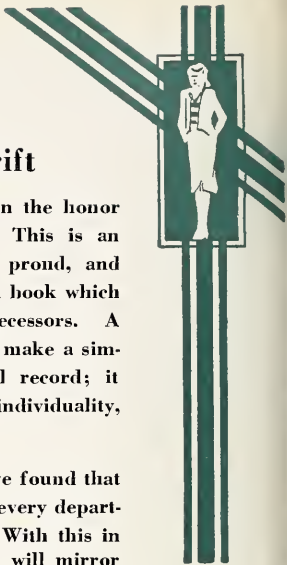 ift
n the honor
This is an
proud, and
book which
ecessors. A
make a sim-
l record; it
individuality,
e found that
every depart-
With this in
will mirror